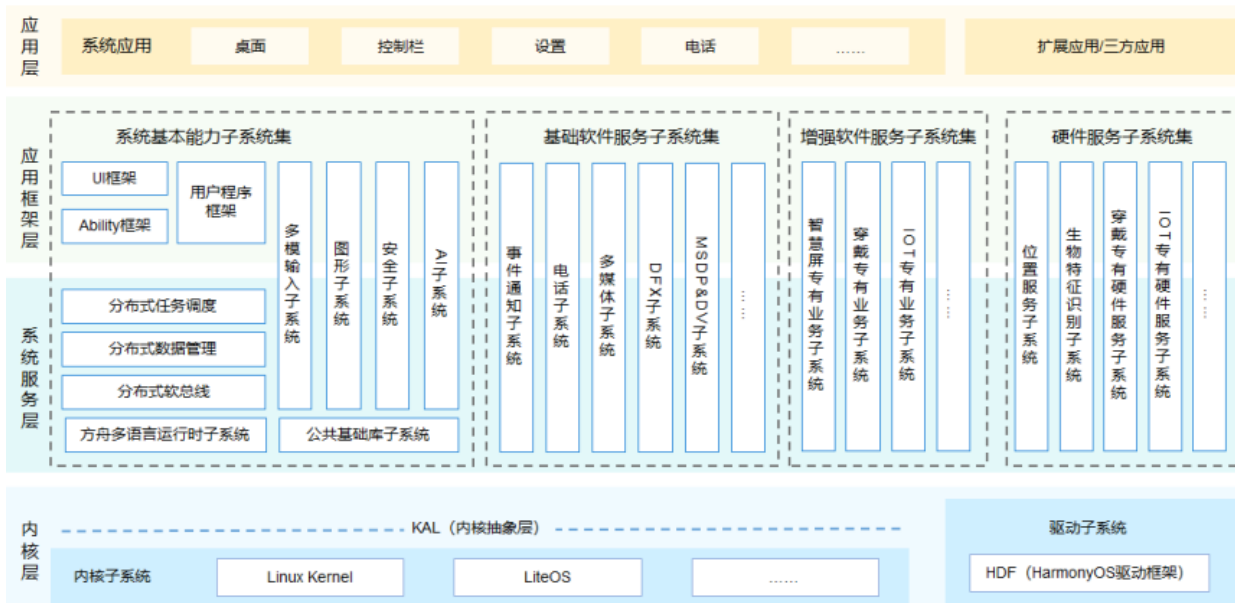 应用层
系统应用
桌面
控制栏
设置
电话
……
扩展应用/三方应用
应用框架层
系统服务层
系统基本能力子系统集
UI框架
Ability框架
用户程序
框架
分布式任务调度
分布式数据管理
分布式软总线
方舟多语言运行时子系统
多模输入子系统
图形子系统
安全子系统
AI子系统
公共基础库子系统
基础软件服务子系统集
事件通知子系统
电话子系统
多媒体子系统
DFX子系统
MSDP&DV子系统
……
增强软件服务子系统集
智慧屏专有业务子系统
穿戴专有业务子系统
IOT专有业务子系统
……
硬件服务子系统集
位置服务子系统
生物特征识别子系统
穿戴专有硬件服务子系统
IOT专有硬件服务子系统
……
内核层
KAL（内核抽象层）
内核子系统
Linux Kernel
LiteOS
……
驱动子系统
HDF（HarmonyOS驱动框架）